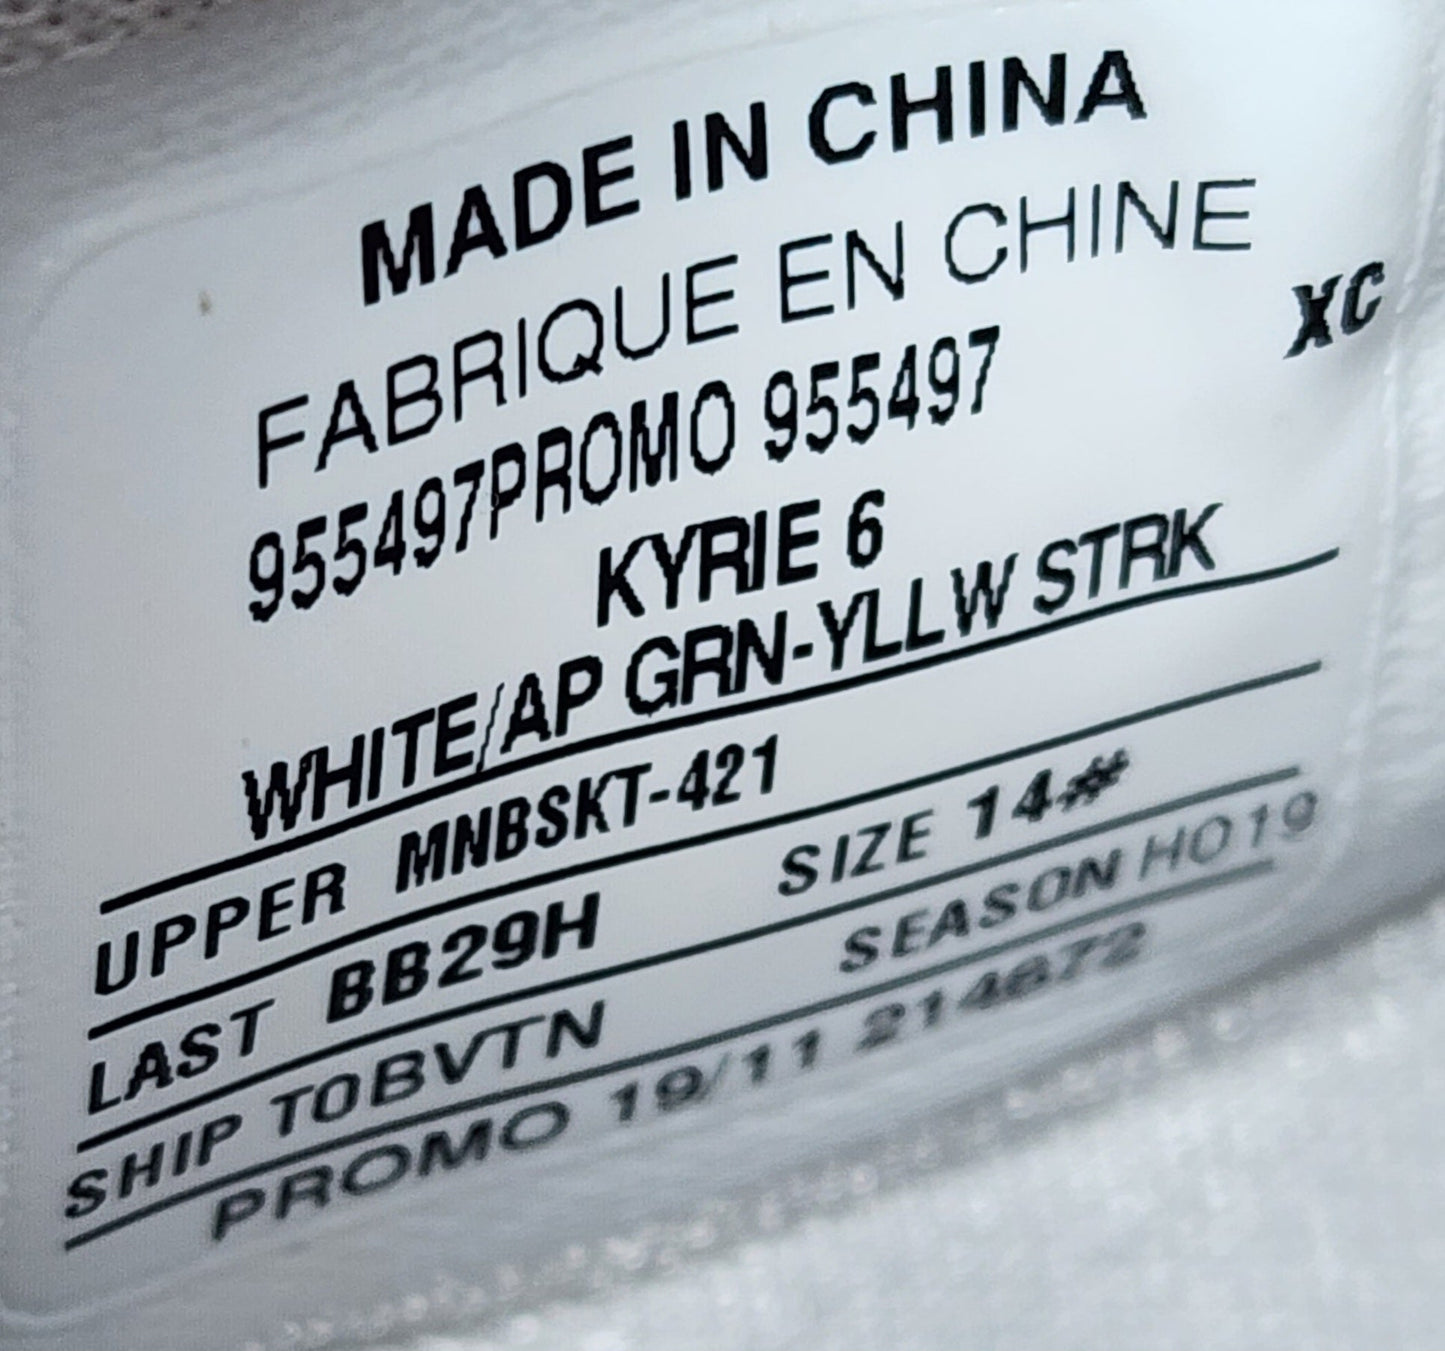 MADE IN CHINA
FABRIQUE EN CHINE
XC
955497PROMO 955497
KYRIE 6
WHITE/AP GRN-YLLW STRK
UPPER MNBSKT-421
LAST BB29H SIZE 14#
SHIP TOBVTN SEASON HO19
PROMO 19/11 214672